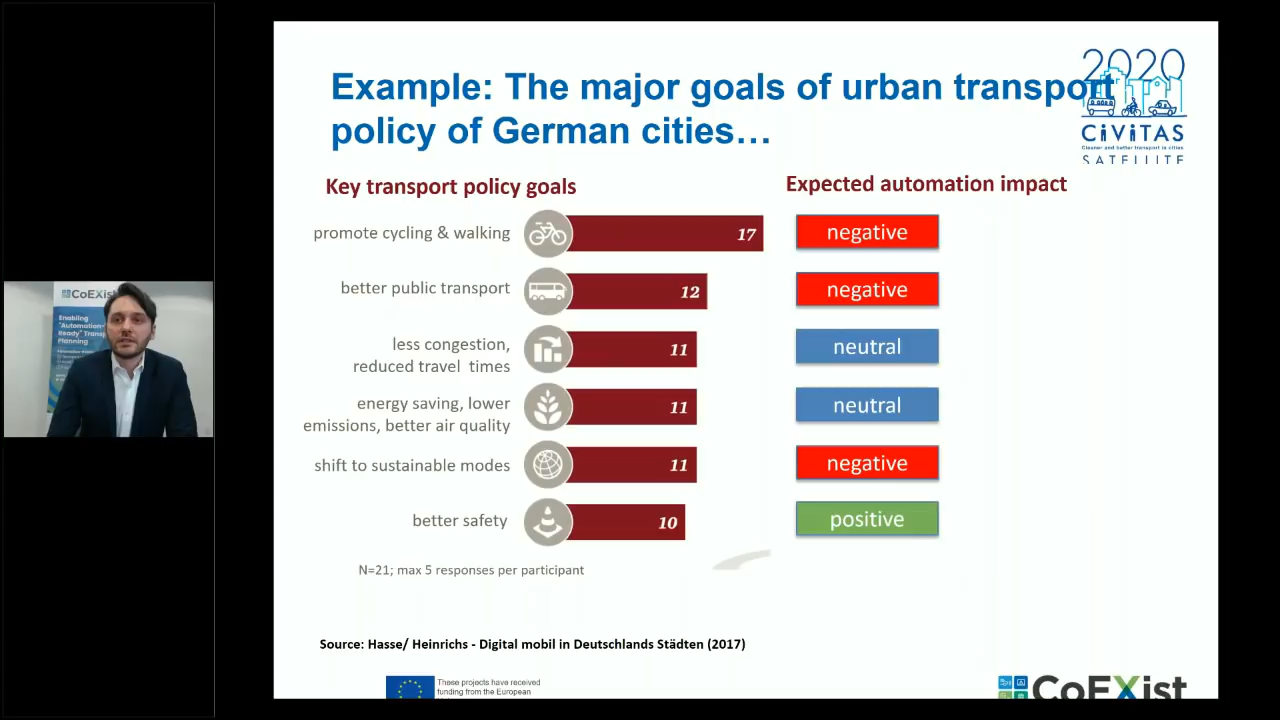 Example: The major goals of urban transport
policy of German cities…
2020
CiViTAS
Cleaner and better transport in cities
SATELLITE
Key transport policy goals
Expected automation impact
promote cycling & walking
17
negative
better public transport
12
negative
less congestion,
reduced travel times
11
neutral
energy saving, lower
emissions, better air quality
11
neutral
shift to sustainable modes
11
negative
better safety
10
positive
N=21; max 5 responses per participant
Source: Hasse/ Heinrichs - Digital mobil in Deutschlands Städten (2017)
These projects have received
funding from the European
CoEXist
CoEXist
Enabling
"Automation-
Ready" Transp
Planning